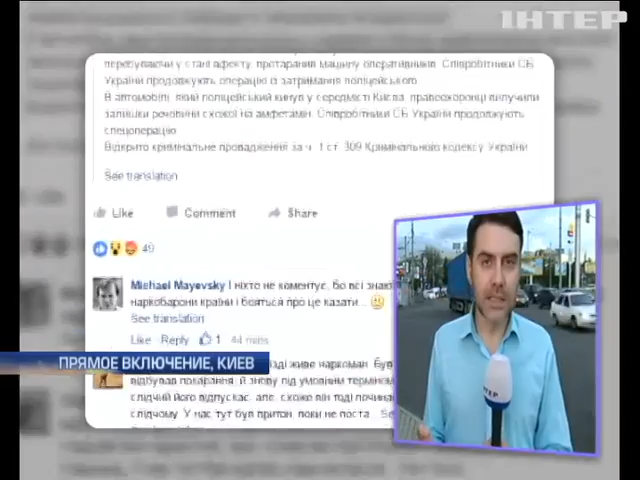 ІНТЕР
перебуваючи у стані афекту, протаранив машину оперативників. Співробітники СБ
України продовжують операцію із затримання поліцейського.
В автомобілі, який поліцейський кинув у середмісті Києва, правоохоронці вилучили
залишки речовини схожої на амфетамін. Співробітники СБ України продовжують
спецоперацію.
Відкрито кримінальне провадження за ч. 1 ст. 309 Кримінального кодексу України
See translation
Like Comment Share
49
Michael Mayevsky І ніхто не коментує, бо всі знают
наркобарони країни і бояться про це казати...
See translation
Like Reply 1 44 mins
ПРЯМОЕ ВКЛЮЧЕНИЕ, КИЕВ
живе наркоман. Був
відбував покарання, й знову під умовним терміном
слідчий його відпускає, але, схоже він тоді почина
слідчому. У нас тут був притон, поки не поста Se
ІНТЕР